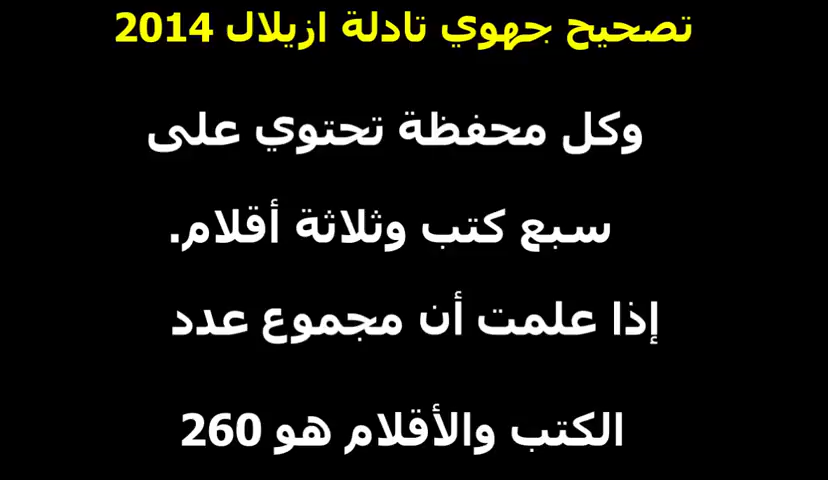 تصحيح جهوي تادلة ازيلال 2014
وكل محفظة تحتوي على
سبع كتب وثلاثة أقلام.
إذا علمت أن مجموع عدد
الكتب والأقلام هو 260